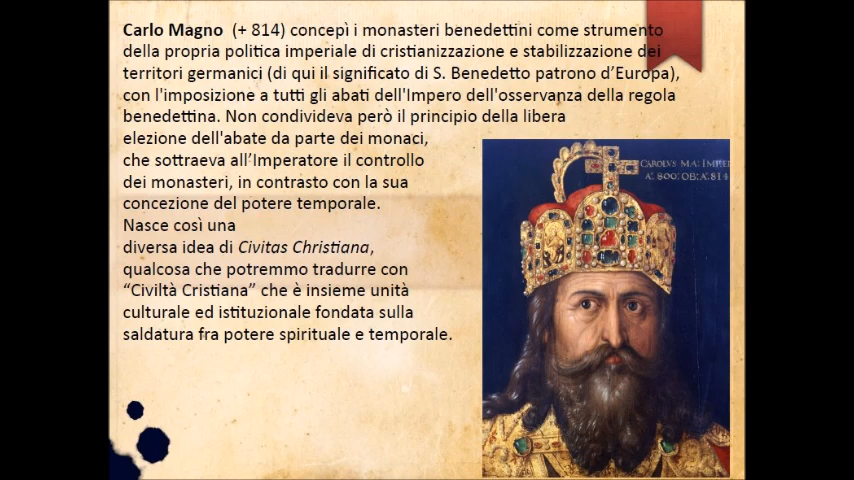 Carlo Magno (+ 814) concepì i monasteri benedettini come strumento
della propria politica imperiale di cristianizzazione e stabilizzazione dei
territori germanici (di qui il significato di S. Benedetto patrono d’Europa),
con l'imposizione a tutti gli abati dell'Impero dell'osservanza della regola
benedettina. Non condivideva però il principio della libera
elezione dell'abate da parte dei monaci,
che sottraeva all’Imperatore il controllo
dei monasteri, in contrasto con la sua
concezione del potere temporale.
Nasce così una
diversa idea di Civitas Christiana,
qualcosa che potremmo tradurre con
“Civiltà Cristiana” che è insieme unità
culturale ed istituzionale fondata sulla
saldatura fra potere spirituale e temporale.
CAROLVS MA: IMPE
Aº. 800: OB: Aº. 814